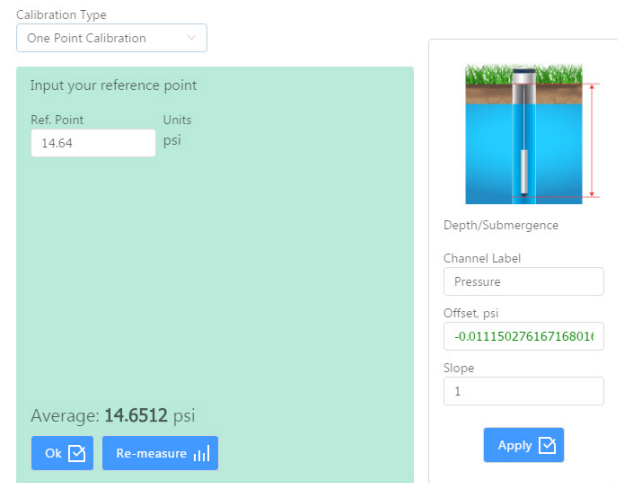 Calibration Type
One Point Calibration
Input your reference point
Ref. Point Units
14.64 psi
Average: 14.6512 psi
Ok Re-measure
Depth/Submergence
Channel Label
Pressure
Offset, psi
-0.0111502761671680
Slope
1
Apply